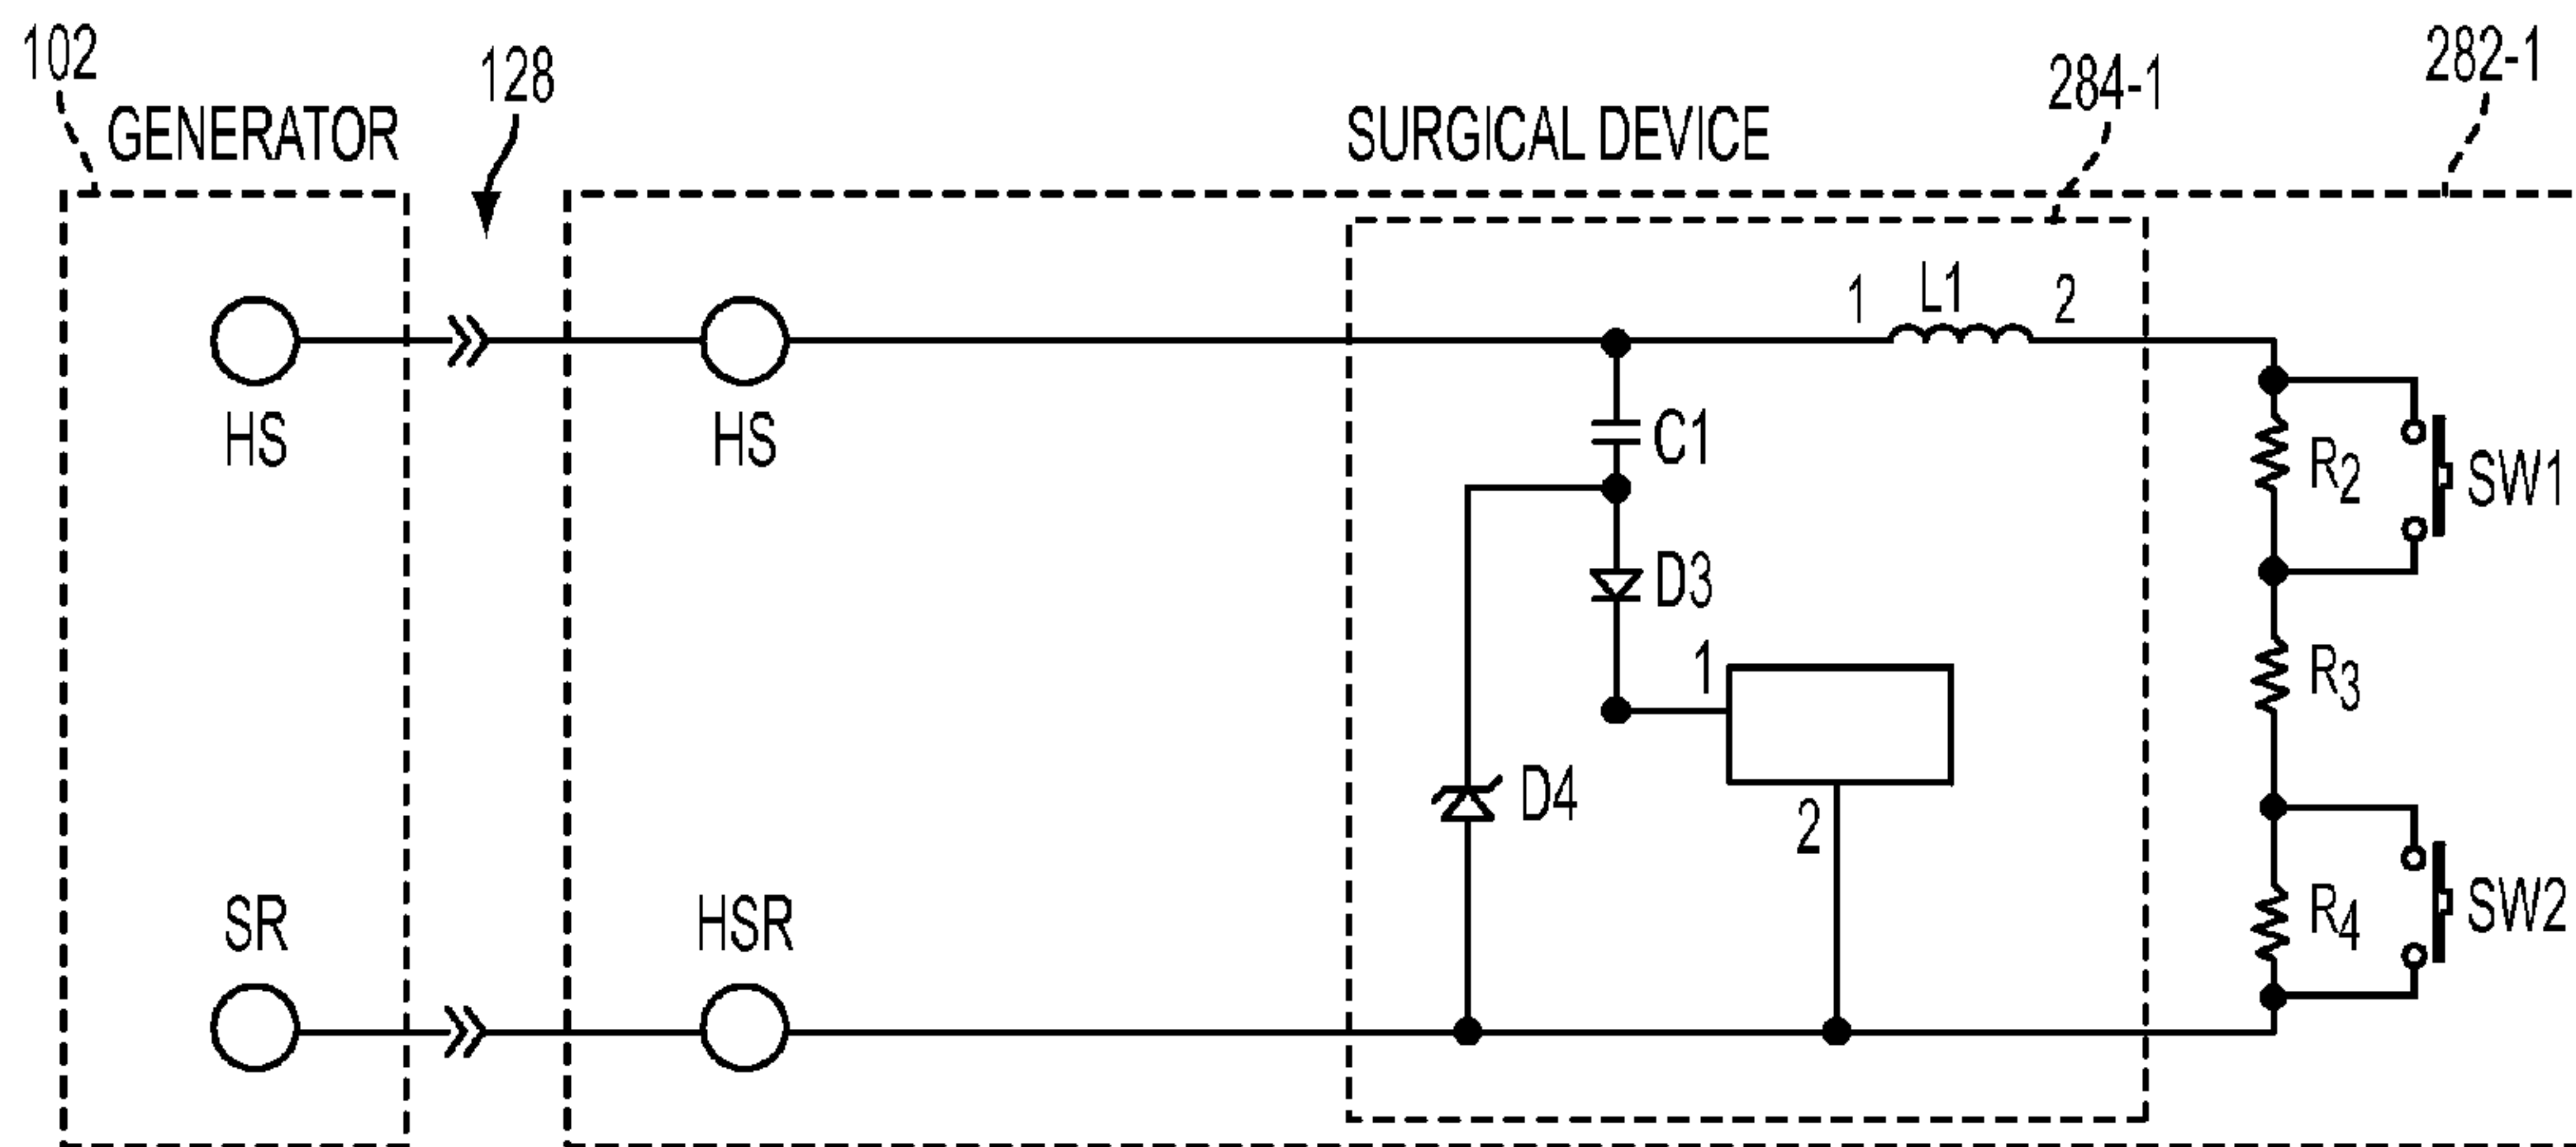 102
GENERATOR
128
SURGICAL DEVICE
284-1
282-1
HS
HS
1
L1
2
C1
R2
SW1
D3
1
R3
D4
2
SR
HSR
R4
SW2